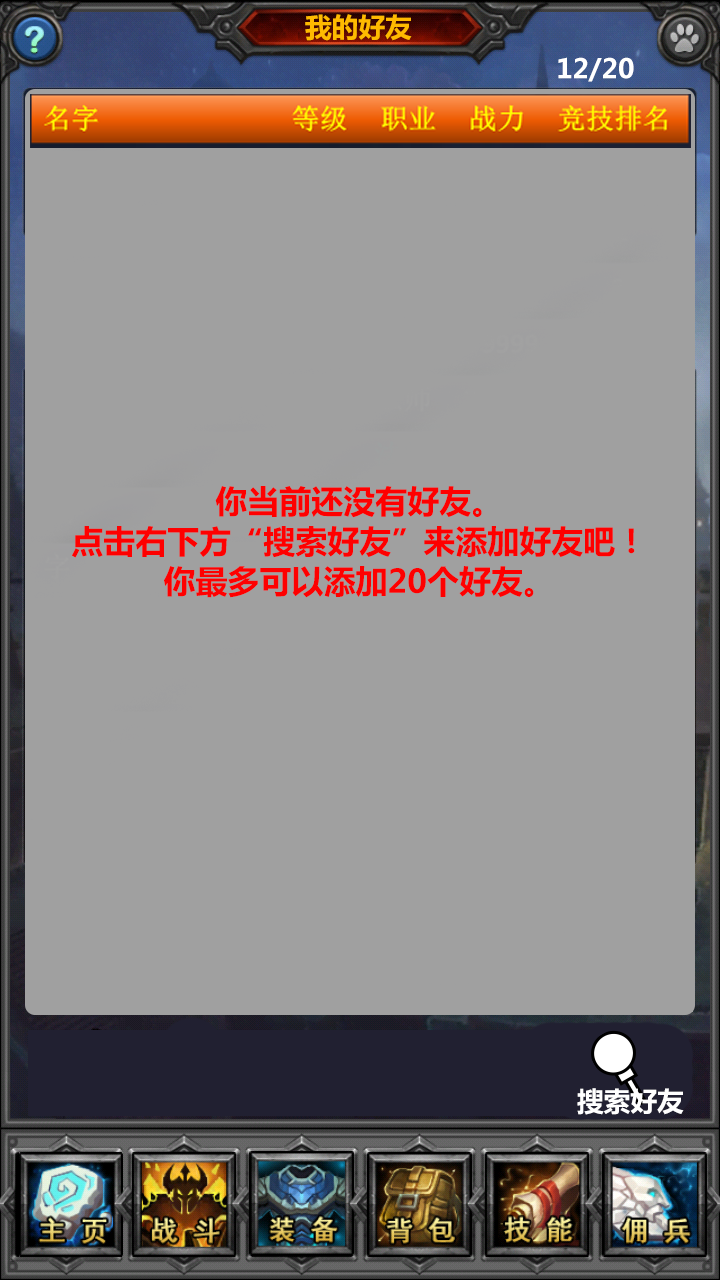 我的好友
?
12/20
名字 等级 职业 战力 竞技排名
你当前还没有好友。
点击右下方“搜索好友”来添加好友吧！
你最多可以添加20个好友。
搜索好友
主页 战斗 装备 背包 技能 佣兵